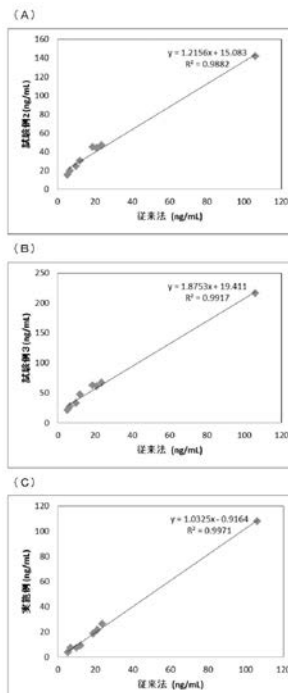 (A)
y = 1.2156x + 15.083
R² = 0.9882
160
140
120
100
80
60
40
20
0
試験例2 (ng/mL)
0 20 40 60 80 100 120
従来法 (ng/mL)
(B)
y = 1.8753x + 19.411
R² = 0.9917
250
200
150
100
50
0
試験例3 (ng/mL)
0 20 40 60 80 100 120
従来法 (ng/mL)
(C)
y = 1.0325x - 0.9164
R² = 0.9971
120
100
80
60
40
20
0
実施例 (ng/mL)
0 20 40 60 80 100 120
従来法 (ng/mL)